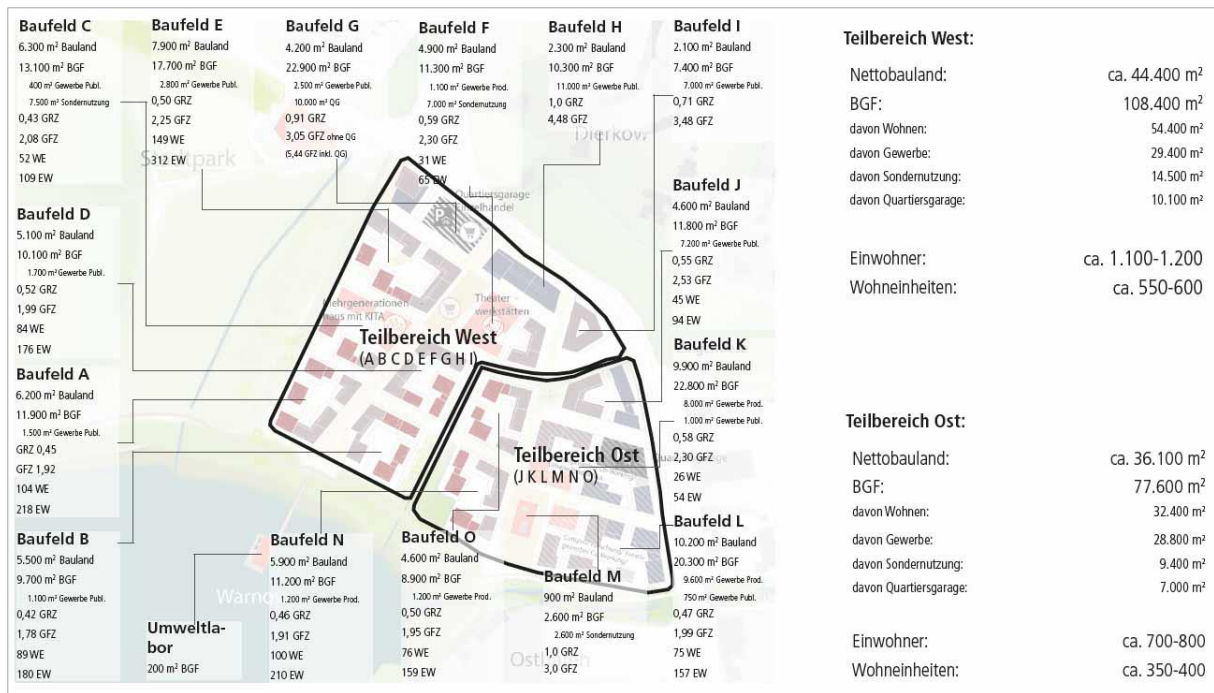 Baufeld C
6.300 m² Bauland
13.100 m² BGF
400 m² Gewerbe Publ.
7.500 m² Sondernutzung
0,43 GRZ
2,08 GFZ
52 WE
109 EW
Baufeld E
7.900 m² Bauland
17.700 m² BGF
2.800 m² Gewerbe Publ.
0,50 GRZ
2,25 GFZ
149 WE
312 EW
Baufeld G
4.200 m² Bauland
22.900 m² BGF
2.500 m² Gewerbe Publ.
10.000 m² QG
0,91 GRZ
3,05 GFZ ohne QG
(5,44 GFZ inkl. QG)
Baufeld F
4.900 m² Bauland
11.300 m² BGF
1.100 m² Gewerbe Prod.
7.000 m² Sondernutzung
0,59 GRZ
2,30 GFZ
31 WE
65 EW
Baufeld H
2.300 m² Bauland
10.300 m² BGF
11.000 m² Gewerbe Publ.
1,0 GRZ
4,48 GFZ
Baufeld I
2.100 m² Bauland
7.400 m² BGF
7.000 m² Gewerbe Publ.
0,71 GRZ
3,48 GFZ
Stadtpark
Dierkow
Baufeld D
5.100 m² Bauland
10.100 m² BGF
1.700 m² Gewerbe Publ.
0,52 GRZ
1,99 GFZ
84 WE
176 EW
Baufeld A
6.200 m² Bauland
11.900 m² BGF
1.500 m² Gewerbe Publ.
GRZ 0,45
GFZ 1,92
104 WE
218 EW
Baufeld B
5.500 m² Bauland
9.700 m² BGF
1.100 m² Gewerbe Publ.
0,42 GRZ
1,78 GFZ
89 WE
180 EW
Quartiersgarage
P
Mehrgenerationen
haus mit KITA
Theater-
werkstätten
Teilbereich West
(A B C D E F G H I)
Teilbereich Ost
(J K L M N O)
Baufeld J
4.600 m² Bauland
11.800 m² BGF
7.200 m² Gewerbe Publ.
0,55 GRZ
2,53 GFZ
45 WE
94 EW
Baufeld K
9.900 m² Bauland
22.800 m² BGF
8.000 m² Gewerbe Prod.
1.000 m² Gewerbe Publ.
0,58 GRZ
2,30 GFZ
26 WE
54 EW
Baufeld L
10.200 m² Bauland
20.300 m² BGF
9.600 m² Gewerbe Prod.
750 m² Gewerbe Publ.
0,47 GRZ
1,99 GFZ
75 WE
157 EW
Umweltla-
bor
200 m² BGF
Baufeld N
5.900 m² Bauland
11.200 m² BGF
1.200 m² Gewerbe Prod.
0,46 GRZ
1,91 GFZ
100 WE
210 EW
Baufeld O
4.600 m² Bauland
8.900 m² BGF
1.200 m² Gewerbe Prod.
0,50 GRZ
1,95 GFZ
76 WE
159 EW
Baufeld M
900 m² Bauland
2.600 m² BGF
2.600 m² Sondernutzung
1,0 GRZ
3,0 GFZ
Teilbereich West:
Nettobauland: ca. 44.400 m²
BGF: 108.400 m²
davon Wohnen: 54.400 m²
davon Gewerbe: 29.400 m²
davon Sondernutzung: 14.500 m²
davon Quartiersgarage: 10.100 m²
Einwohner: ca. 1.100-1.200
Wohneinheiten: ca. 550-600
Teilbereich Ost:
Nettobauland: ca. 36.100 m²
BGF: 77.600 m²
davon Wohnen: 32.400 m²
davon Gewerbe: 28.800 m²
davon Sondernutzung: 9.400 m²
davon Quartiersgarage: 7.000 m²
Einwohner: ca. 700-800
Wohneinheiten: ca. 350-400